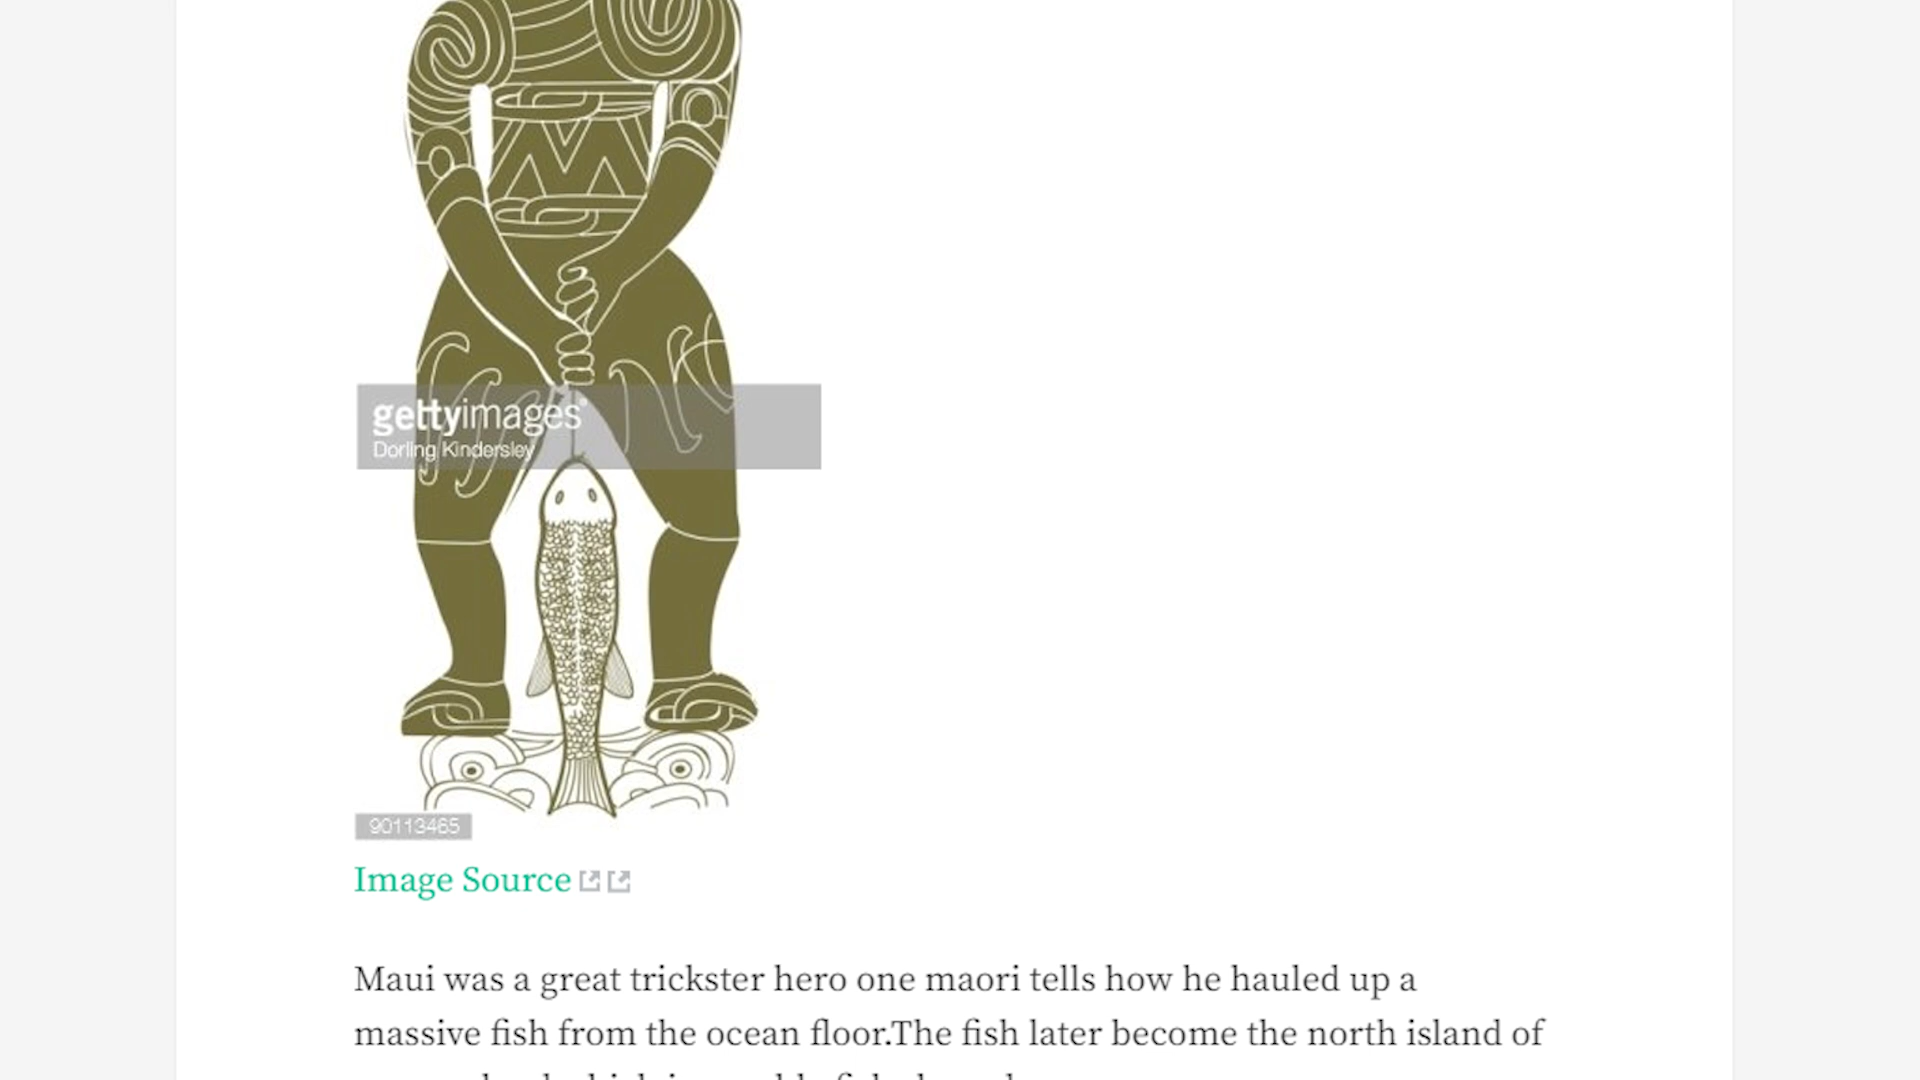 gettyimages®
Dorling Kindersley
90113465
Image Source
Maui was a great trickster hero one maori tells how he hauled up a
massive fish from the ocean floor.The fish later become the north island of